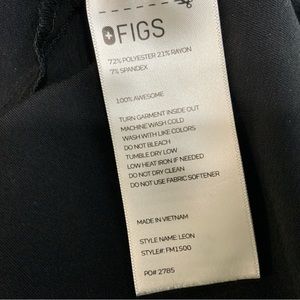 FIGS
72% POLYESTER 21% RAYON
7% SPANDEX
100% AWESOME
TURN GARMENT INSIDE OUT
MACHINE WASH COLD
WASH WITH LIKE COLORS
DO NOT BLEACH
TUMBLE DRY LOW
LOW HEAT IRON IF NEEDED
DO NOT DRY CLEAN
DO NOT USE FABRIC SOFTENER
MADE IN VIETNAM
STYLE NAME: LEON
STYLE#: FM1500
PO# 2785